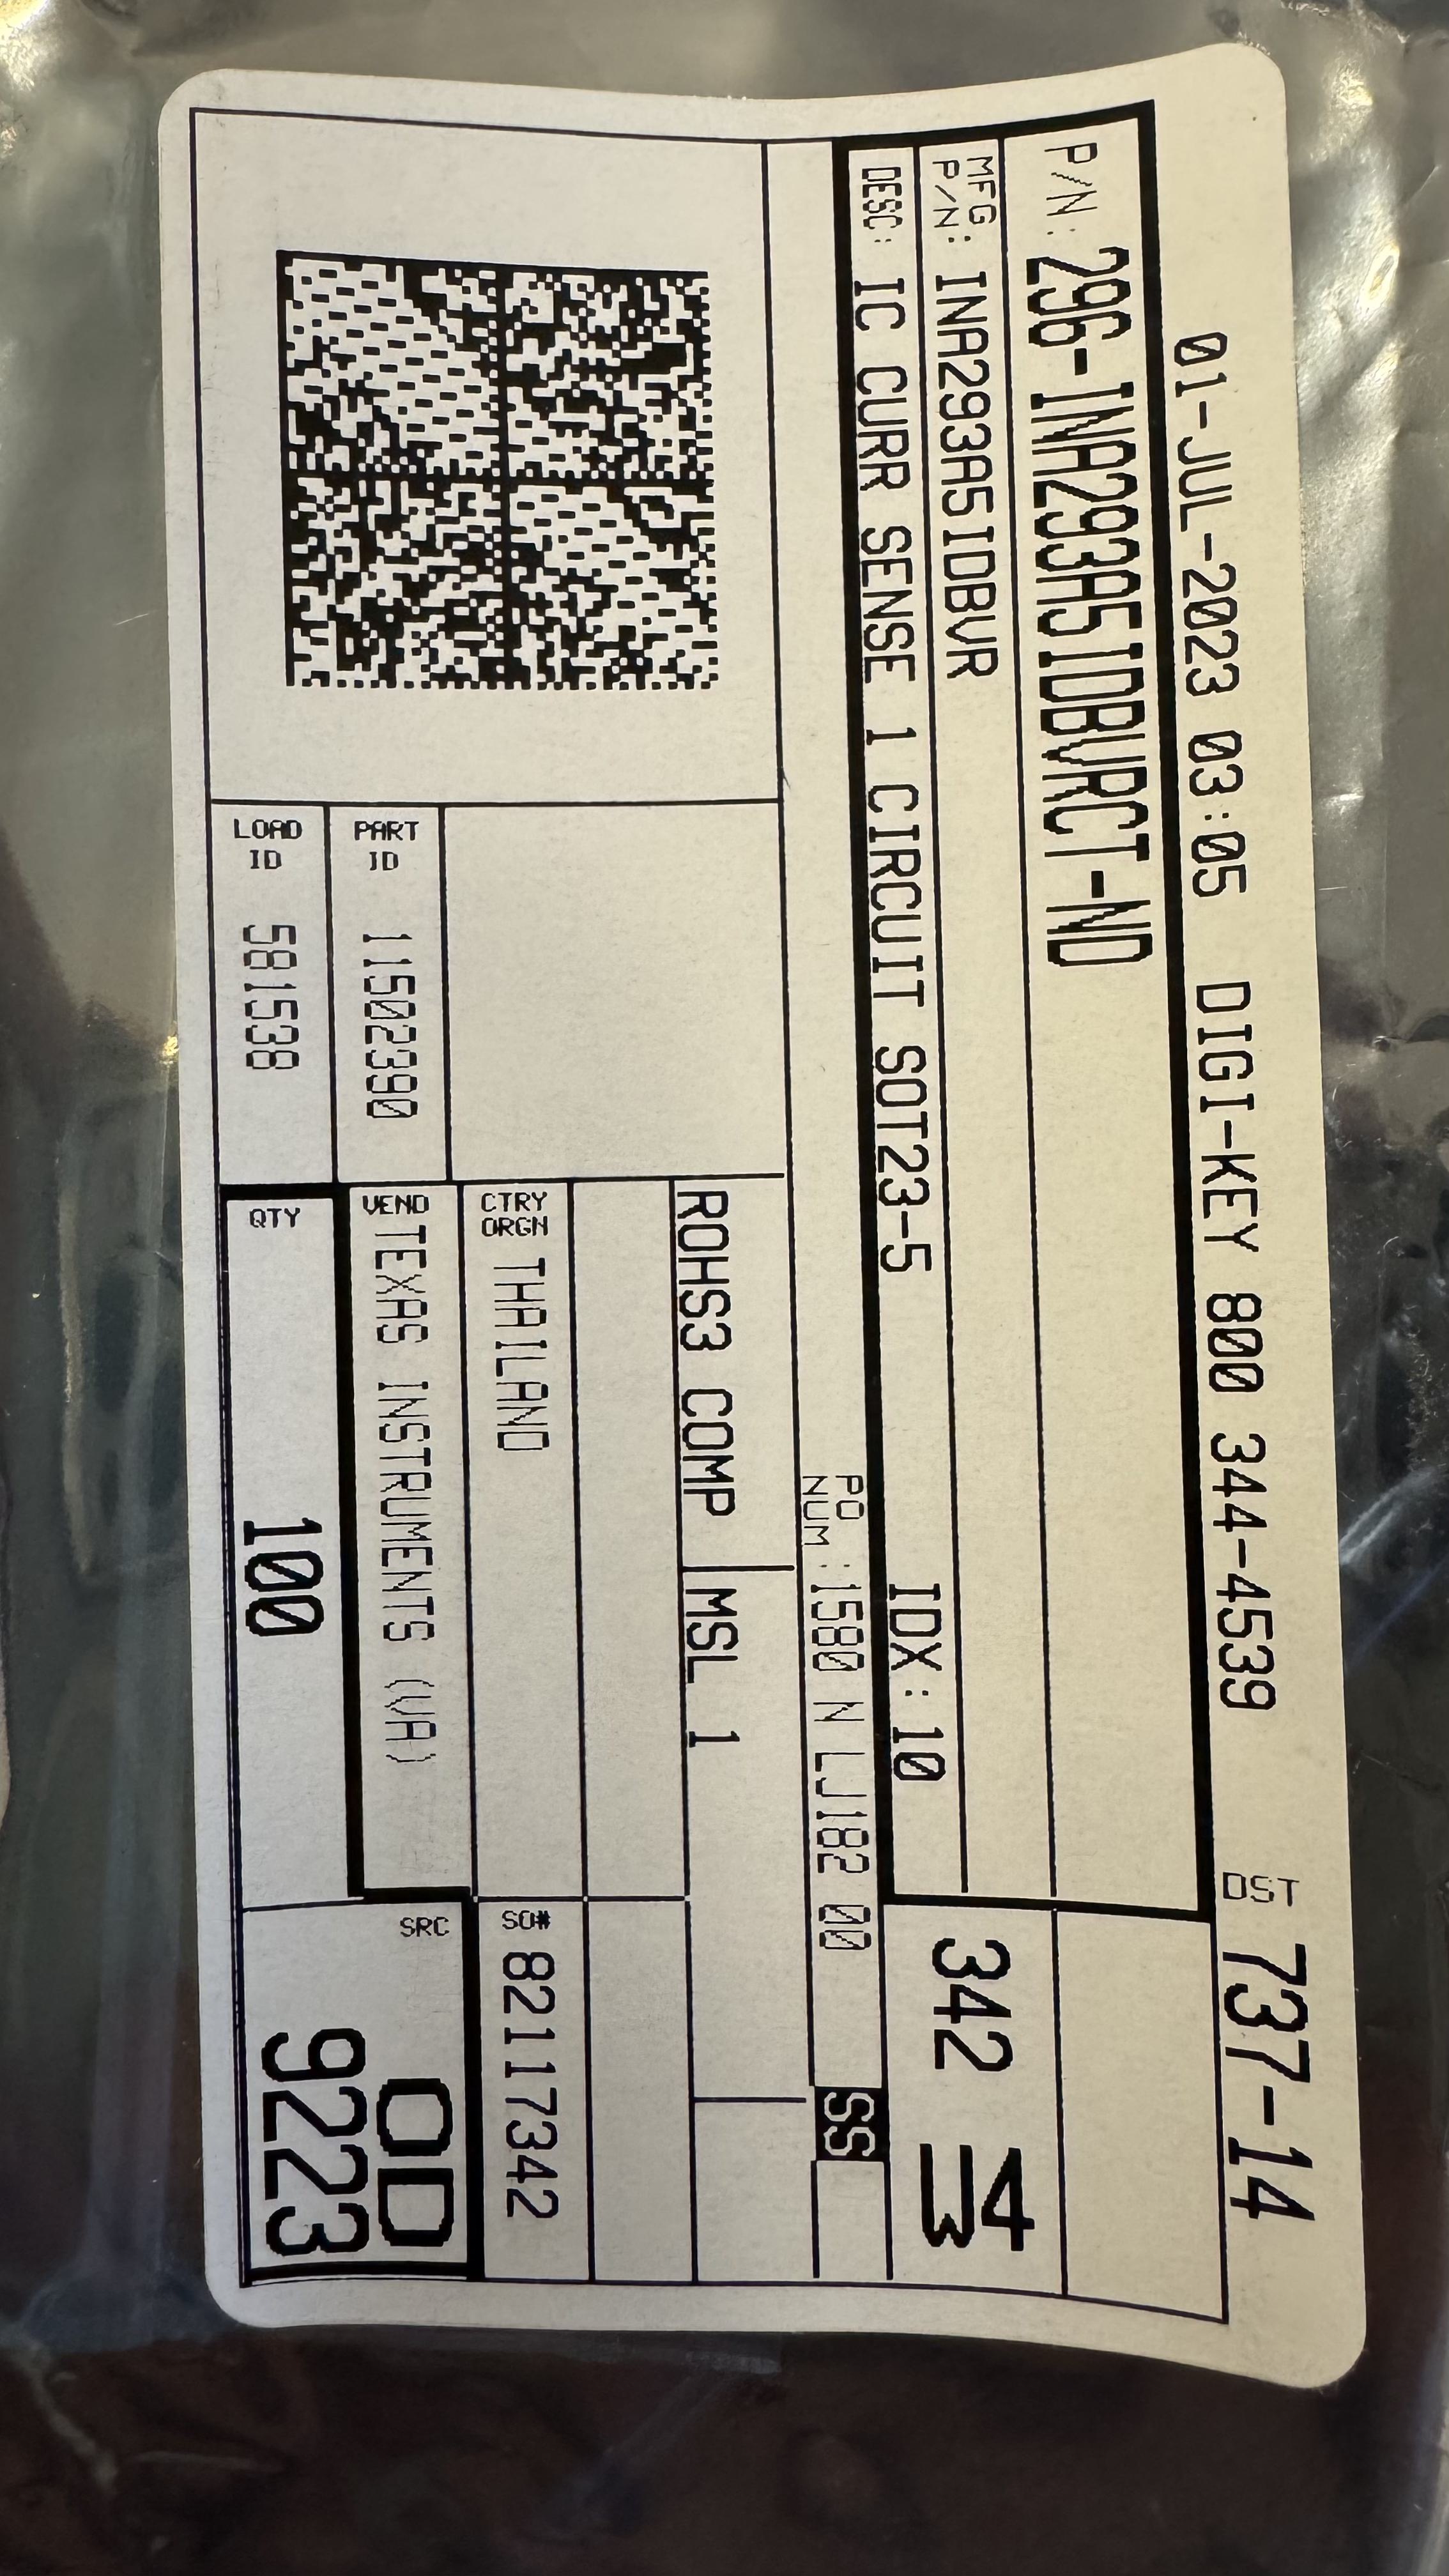 01-JUL-2023 03:05 DIGI-KEY 800 344-4539 DST 737-14
P/N: 296-INA293A5IDBVRCT-ND
MFG P/N: INA293A5IDBVR
DESC: IC CURR SENSE 1 CIRCUIT SOT23-5 IDX: 10
342 W4
PO NUM: 1580 N LJ182 00
SS
ROHS3 COMP MSL 1
CTRY ORGN THAILAND
SO# 82117342
PART ID 11502390
VEND TEXAS INSTRUMENTS (VA)
LOAD ID 581538
QTY 100
SRC OD
9223